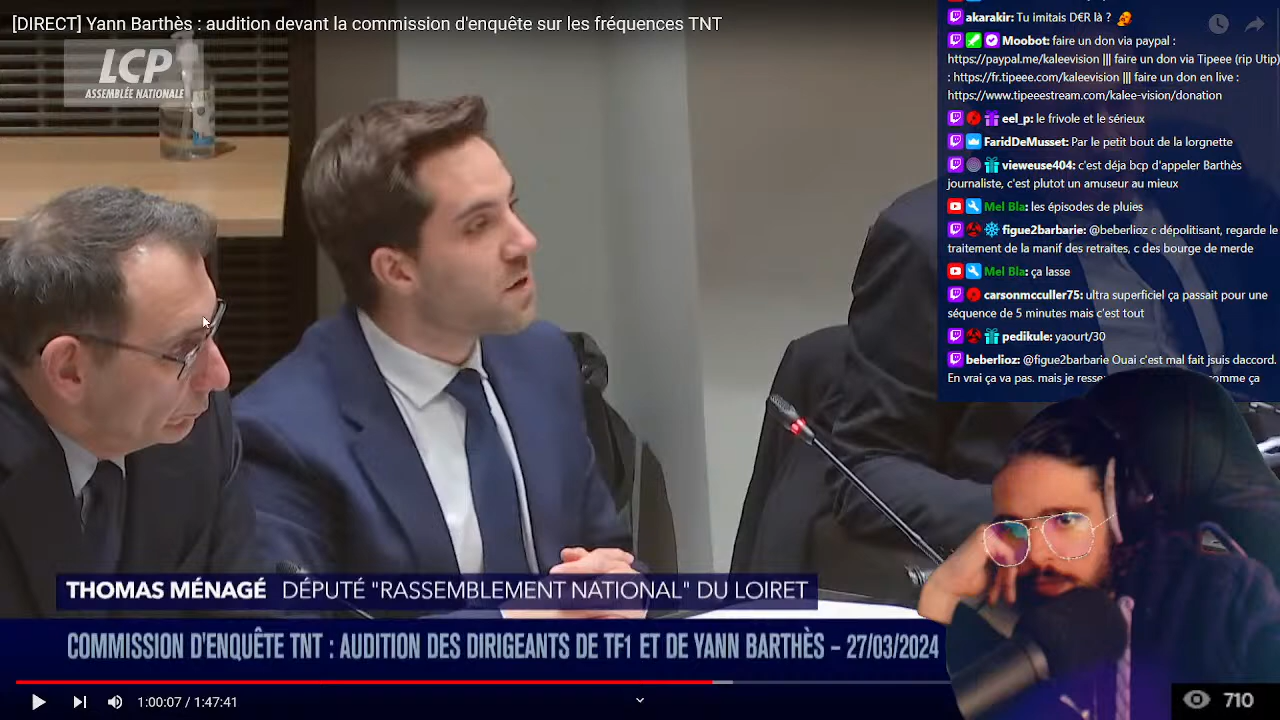 [DIRECT] Yann Barthès : audition devant la commission d'enquête sur les fréquences TNT
LCP
ASSEMBLÉE NATIONALE
akarakir: Tu imitais D€R là ?
Moobot: faire un don via paypal :
https://paypal.me/kaleevision ||| faire un don via Tipeee (rip Utip)
: https://fr.tipeee.com/kaleevision ||| faire un don en live :
https://www.tipeeestream.com/kalee-vision/donation
eel_p: le frivole et le sérieux
FaridDeMusset: Par le petit bout de la lorgnette
vieweuse404: c'est déja bcp d'appeler Barthès
journaliste, c'est plutot un amuseur au mieux
Mel Bla: les épisodes de pluies
figue2barbarie: @beberlioz c dépolitisant, regarde le
traitement de la manif des retraites, c des bourge de merde
Mel Bla: ça lasse
carsonmcculler75: ultra superficiel ça passait pour une
séquence de 5 minutes mais c'est tout
pedikule: yaourt/30
beberlioz: @figue2barbarie Ouai c'est mal fait jsuis daccord.
En vrai ça va pas. mais je comme ça
THOMAS MÉNAGÉ DÉPUTÉ "RASSEMBLEMENT NATIONAL" DU LOIRET
COMMISSION D'ENQUÊTE TNT : AUDITION DES DIRIGEANTS DE TF1 ET DE YANN BARTHÈS – 27/03/2024
1:00:07 / 1:47:41
710